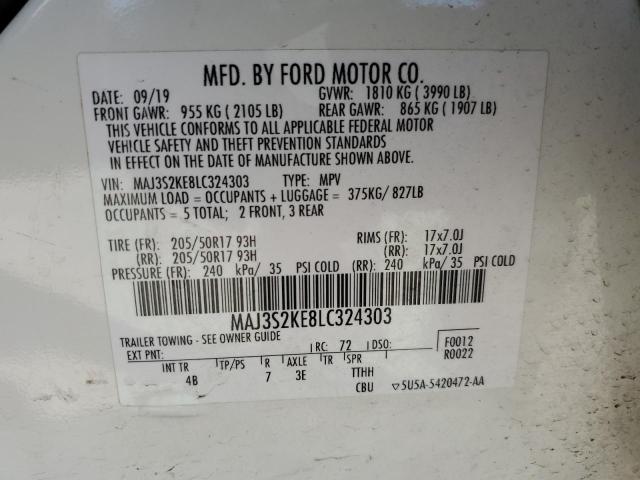 MFD. BY FORD MOTOR CO.
DATE: 09/19 GVWR: 1810 KG ( 3990 LB)
FRONT GAWR: 955 KG ( 2105 LB) REAR GAWR: 865 KG ( 1907 LB)
THIS VEHICLE CONFORMS TO ALL APPLICABLE FEDERAL MOTOR
VEHICLE SAFETY AND THEFT PREVENTION STANDARDS
IN EFFECT ON THE DATE OF MANUFACTURE SHOWN ABOVE.
VIN: MAJ3S2KE8LC324303 TYPE: MPV
MAXIMUM LOAD = OCCUPANTS + LUGGAGE = 375KG/ 827LB
OCCUPANTS = 5 TOTAL; 2 FRONT, 3 REAR
TIRE (FR): 205/50R17 93H RIMS (FR): 17x7.0J
(RR): 205/50R17 93H (RR): 17x7.0J
PRESSURE (FR): 240 kPa/ 35 PSI COLD (RR): 240 kPa/ 35 PSI COLD
MAJ3S2KE8LC324303
TRAILER TOWING - SEE OWNER GUIDE
EXT PNT: RC: 72 DSO: F0012
R0022
INT TR TP/PS R AXLE TR SPR
4B 7 3E TTHH
CBU ▽5U5A-5420472-AA